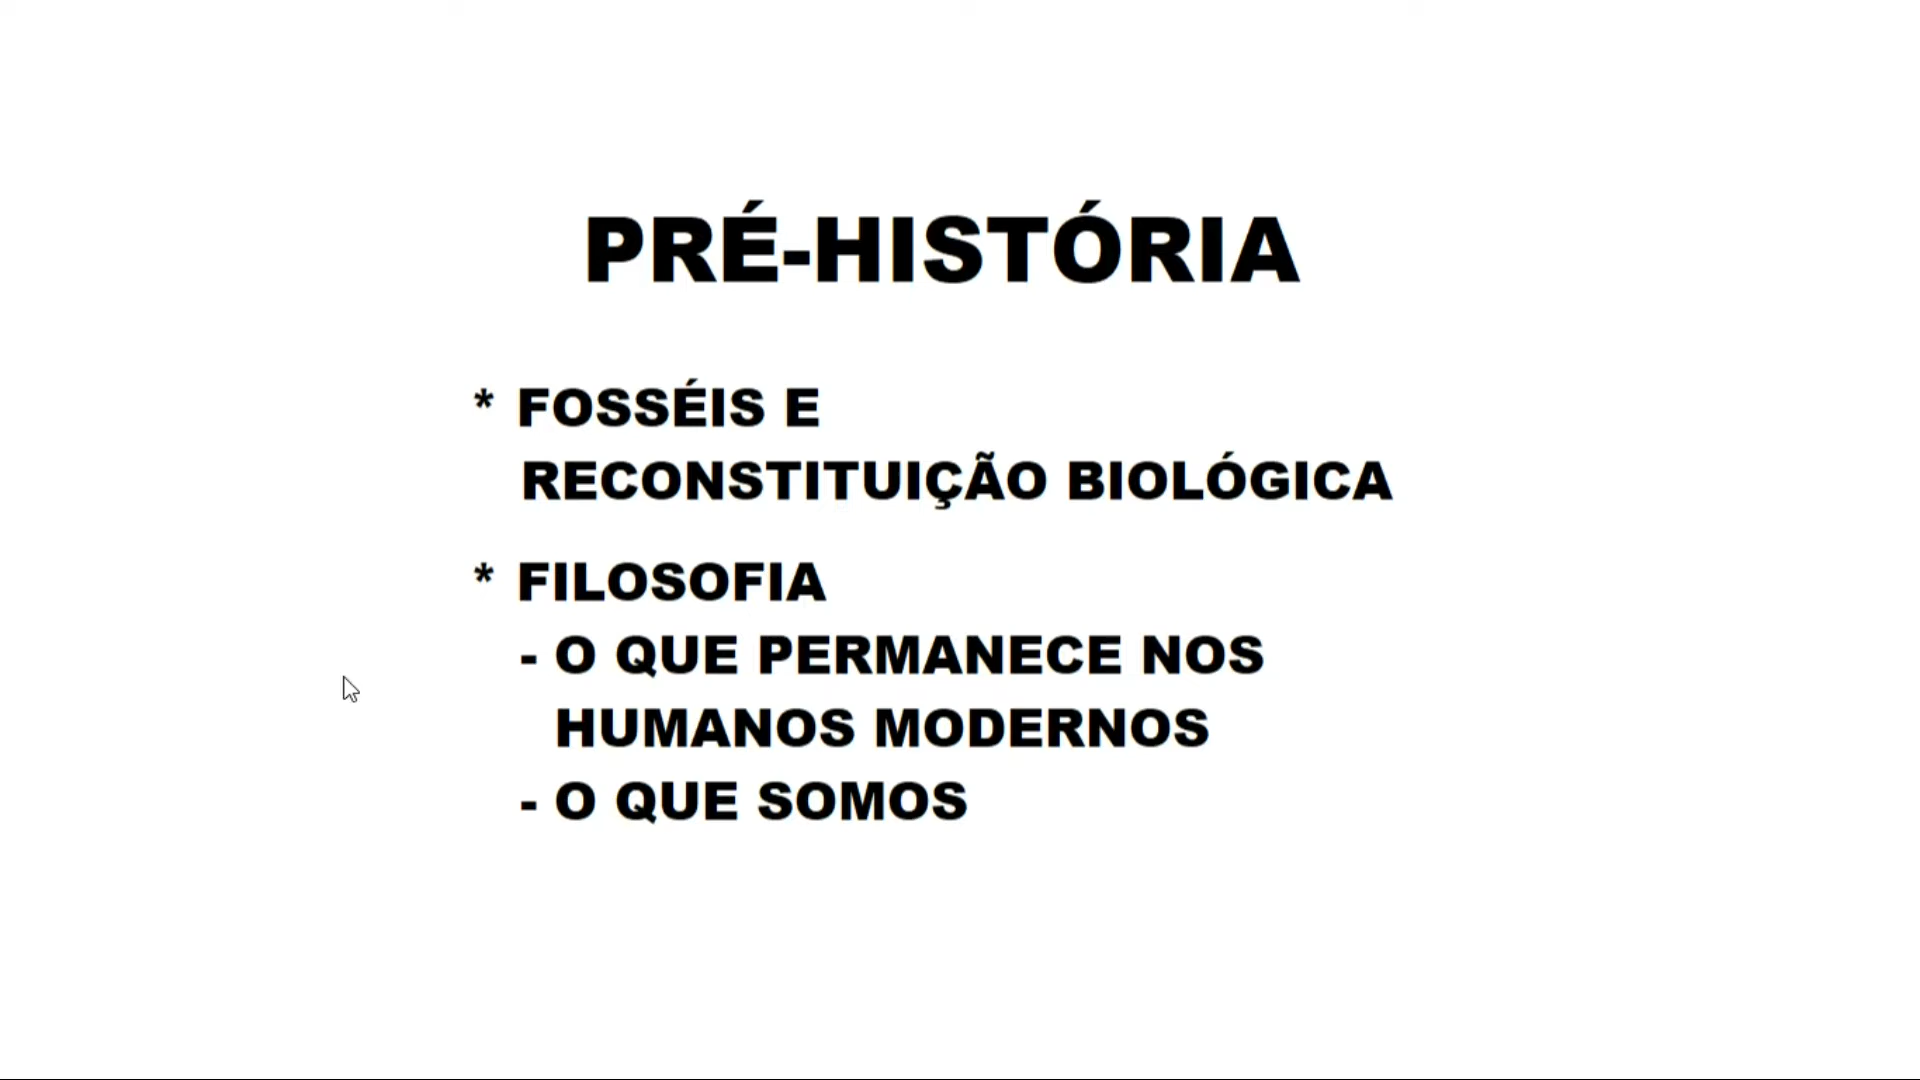 PRÉ-HISTÓRIA
* FOSSÉIS E
RECONSTITUIÇÃO BIOLÓGICA
* FILOSOFIA
- O QUE PERMANECE NOS
HUMANOS MODERNOS
- O QUE SOMOS